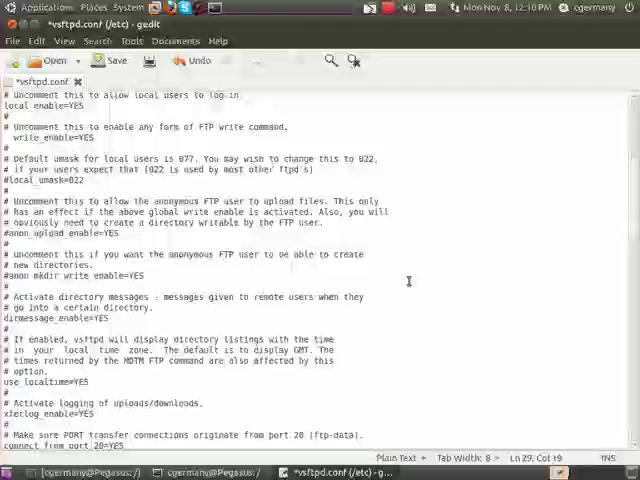 Applications Places System
Mon Nov 8, 12:10 PM cgermany
*vsftpd.conf (/etc) - gedit
File Edit View Search Tools Documents Help
Open Save Undo
*vsftpd.conf
# Uncomment this to allow local users to log in
local_enable=YES
#
# Uncomment this to enable any form of FTP write command.
write_enable=YES
#
# Default umask for local users is 077. You may wish to change this to 022,
# if your users expect that (022 is used by most other ftpd's)
#local_umask=022
#
# Uncomment this to allow the anonymous FTP user to upload files. This only
# has an effect if the above global write enable is activated. Also, you will
# obviously need to create a directory writable by the FTP user.
#anon_upload_enable=YES
#
# Uncomment this if you want the anonymous FTP user to be able to create
# new directories.
#anon_mkdir_write_enable=YES
#
# Activate directory messages - messages given to remote users when they
# go into a certain directory.
dirmessage_enable=YES
#
# If enabled, vsftpd will display directory listings with the time
# in your local time zone. The default is to display GMT. The
# times returned by the MDTM FTP command are also affected by this
# option.
use_localtime=YES
#
# Activate logging of uploads/downloads.
xferlog_enable=YES
#
# Make sure PORT transfer connections originate from port 20 (ftp-data).
connect_from_port_20=YES
Plain Text Tab Width: 8 Ln 29, Col 19 INS
[cgermany@Pegasus:/ cgermany@Pegasus:/ *vsftpd.conf (/etc) - g...